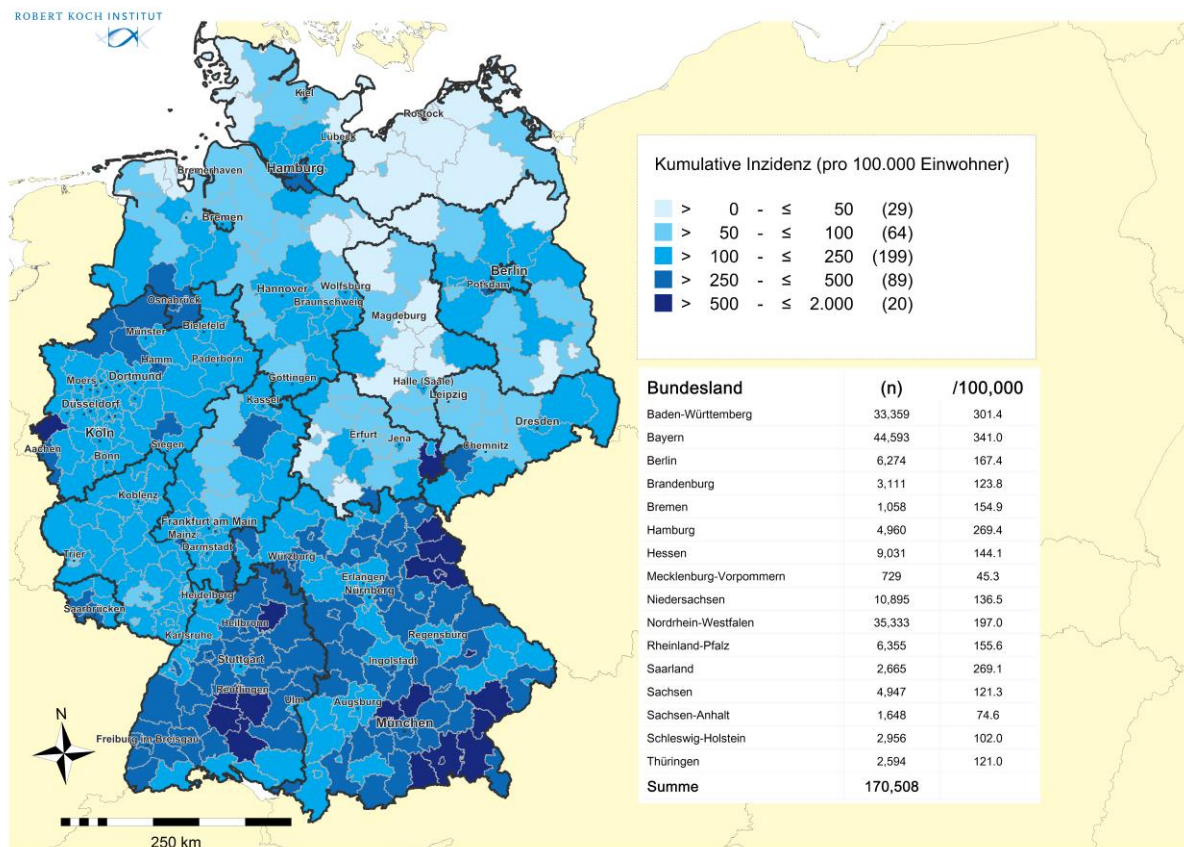 ROBERT KOCH INSTITUT
Kiel
Rostock
Lübeck
Hamburg
Bremerhaven
Bremen
Berlin
Potsdam
Hannover
Wolfsburg
Braunschweig
Osnabrück
Magdeburg
Münster
Bielefeld
Hamm
Paderborn
Moers
Dortmund
Göttingen
Halle (Saale)
Leipzig
Düsseldorf
Kassel
Dresden
Köln
Erfurt
Jena
Chemnitz
Aachen
Siegen
Bonn
Koblenz
Frankfurt am Main
Mainz
Darmstadt
Würzburg
Trier
Erlangen
Nürnberg
Saarbrücken
Heidelberg
Heilbronn
Karlsruhe
Regensburg
Stuttgart
Ingolstadt
Reutlingen
Ulm
Augsburg
München
Freiburg im Breisgau
N
250 km
Kumulative Inzidenz (pro 100.000 Einwohner)
> 0 - ≤ 50 (29)
> 50 - ≤ 100 (64)
> 100 - ≤ 250 (199)
> 250 - ≤ 500 (89)
> 500 - ≤ 2.000 (20)
Bundesland (n) /100,000
Baden-Württemberg 33,359 301.4
Bayern 44,593 341.0
Berlin 6,274 167.4
Brandenburg 3,111 123.8
Bremen 1,058 154.9
Hamburg 4,960 269.4
Hessen 9,031 144.1
Mecklenburg-Vorpommern 729 45.3
Niedersachsen 10,895 136.5
Nordrhein-Westfalen 35,333 197.0
Rheinland-Pfalz 6,355 155.6
Saarland 2,665 269.1
Sachsen 4,947 121.3
Sachsen-Anhalt 1,648 74.6
Schleswig-Holstein 2,956 102.0
Thüringen 2,594 121.0
Summe 170,508